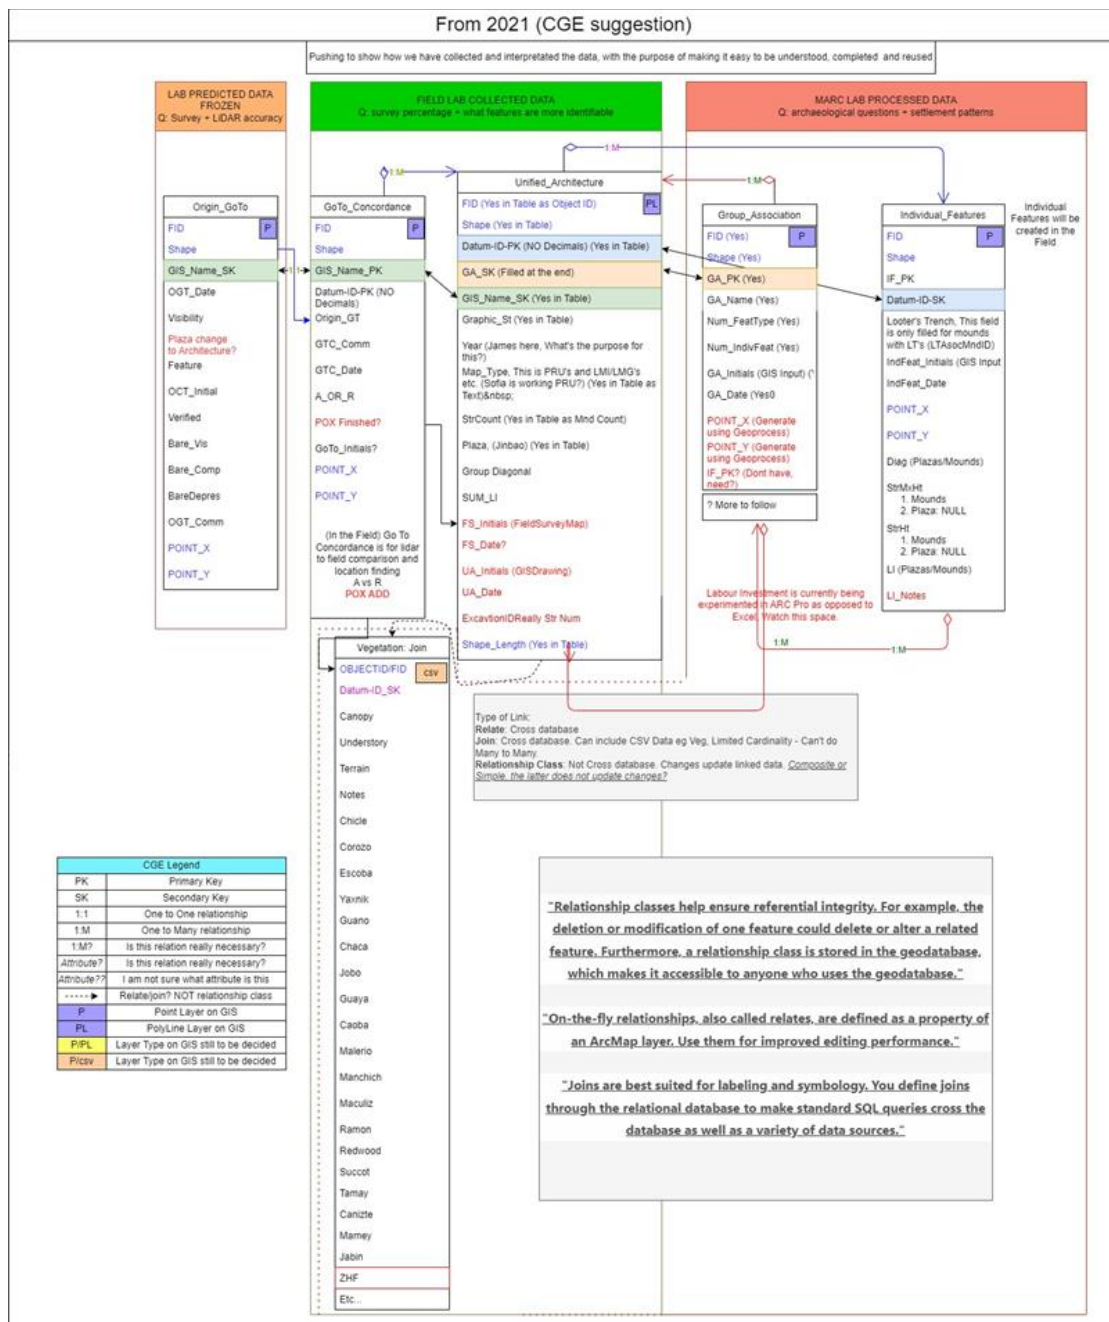 From 2021 (CGE suggestion)
Pushing to show how we have collected and interpretated the data, with the purpose of making it easy to be understood, completed and reused
LAB PREDICTED DATA
FROZEN
Q: Survey + LiDAR accuracy
FIELD LAB COLLECTED DATA
Q: survey percentage + what features are more identifiable
MARC LAB PROCESSED DATA
Q: archaeological questions + settlement patterns
1:M
1:M
1:M
Origin_GoTo
FID
P
Shape
GIS_Name_SK
1:1
OGT_Date
Visibility
Plaza change
to Architecture?
Feature
OCT_Initial
Verified
Bare_Vis
Bare_Comp
BareDepres
OGT_Comm
POINT_X
POINT_Y
GoTo_Concordance
FID
P
Shape
GIS_Name_PK
Datum-ID-PK (NO
Decimals)
Origin_GT
GTC_Comm
GTC_Date
A_OR_R
POX Finished?
GoTo_Initials?
POINT_X
POINT_Y
(In the Field) Go To
Concordance is for lidar
to field comparison and
location finding
A vs R
POX ADD
Unified_Architecture
FID (Yes in Table as Object ID)
PL
Shape (Yes in Table)
Datum-ID-PK (NO Decimals) (Yes in Table)
GA_SK (Filled at the end)
GIS_Name_SK (Yes in Table)
Graphic_St (Yes in Table)
Year (James here, What's the purpose for
this?)
Map_Type, This is PRU's and LMI/LMG's
etc. (Sofia is working PRU?) (Yes in Table as
Text)&nbsp;
StrCount (Yes in Table as Mnd Count)
Plaza, (Jinbao) (Yes in Table)
Group Diagonal
SUM_LI
FS_Initials (FieldSurveyMap)
FS_Date?
UA_Initials (GISDrawing)
UA_Date
ExcavtionIDReally Str Num
Shape_Length (Yes in Table)
Group_Association
FID (Yes)
P
Shape (Yes)
GA_PK (Yes)
GA_Name (Yes)
Num_FeatType (Yes)
Num_IndivFeat (Yes)
GA_Initials (GIS Input) (
GA_Date (Yes0
POINT_X (Generate
using Geoprocess)
POINT_Y (Generate
using Geoprocess)
IF_PK? (Dont have,
need?)
? More to follow
Individual_Features
FID
P
Shape
IF_PK
Datum-ID-SK
Looter's Trench, This field
is only filled for mounds
with LT's (LTAsocMndID)
IndFeat_Initials (GIS Input
IndFeat_Date
POINT_X
POINT_Y
Diag (Plazas/Mounds)
StrMxHt
1. Mounds
2. Plaza: NULL
StrHt
1. Mounds
2. Plaza: NULL
LI (Plazas/Mounds)
LI_Notes
Individual
Features will be
created in the
Field
Labour Investment is currently being
experimented in ARC Pro as opposed to
Excel, Watch this space.
1:M
1:M
Vegetation: Join
OBJECTID/FID
csv
Datum-ID_SK
Canopy
Understory
Terrain
Notes
Chicle
Corozo
Escoba
Yaxnik
Guano
Chaca
Jobo
Guaya
Caoba
Malerio
Manchich
Maculiz
Ramon
Redwood
Succot
Tamay
Canizte
Mamey
Jabin
ZHF
Etc...
Type of Link:
Relate: Cross database
Join: Cross database. Can include CSV Data eg Veg, Limited Cardinality - Can't do
Many to Many.
Relationship Class: Not Cross database. Changes update linked data. Composite or
Simple, the latter does not update changes?
CGE Legend
PK Primary Key
SK Secondary Key
1:1 One to One relationship
1:M One to Many relationship
1:M? Is this relation really necessary?
Attribute? Is this relation really necessary?
Attribute?? I am not sure what attribute is this
Relate/join? NOT relationship class
P Point Layer on GIS
PL PolyLine Layer on GIS
P/PL Layer Type on GIS still to be decided
P/csv Layer Type on GIS still to be decided
"Relationship classes help ensure referential integrity. For example, the
deletion or modification of one feature could delete or alter a related
feature. Furthermore, a relationship class is stored in the geodatabase,
which makes it accessible to anyone who uses the geodatabase."
"On-the-fly relationships, also called relates, are defined as a property of
an ArcMap layer. Use them for improved editing performance."
"Joins are best suited for labeling and symbology. You define joins
through the relational database to make standard SQL queries cross the
database as well as a variety of data sources."